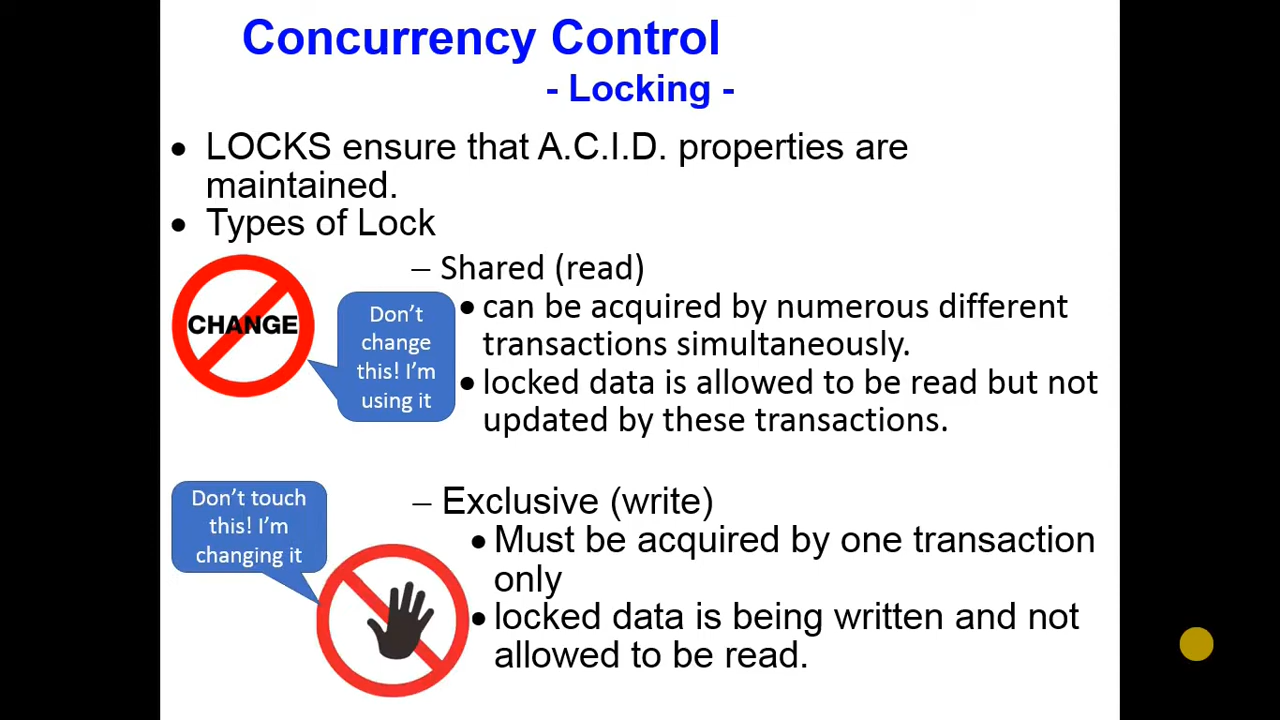 Concurrency Control
- Locking -
• LOCKS ensure that A.C.I.D. properties are
maintained.
• Types of Lock
– Shared (read)
CHANGE
Don't
change
this! I'm
using it
• can be acquired by numerous different
transactions simultaneously.
• locked data is allowed to be read but not
updated by these transactions.
Don't touch
this! I'm
changing it
– Exclusive (write)
• Must be acquired by one transaction
only
• locked data is being written and not
allowed to be read.